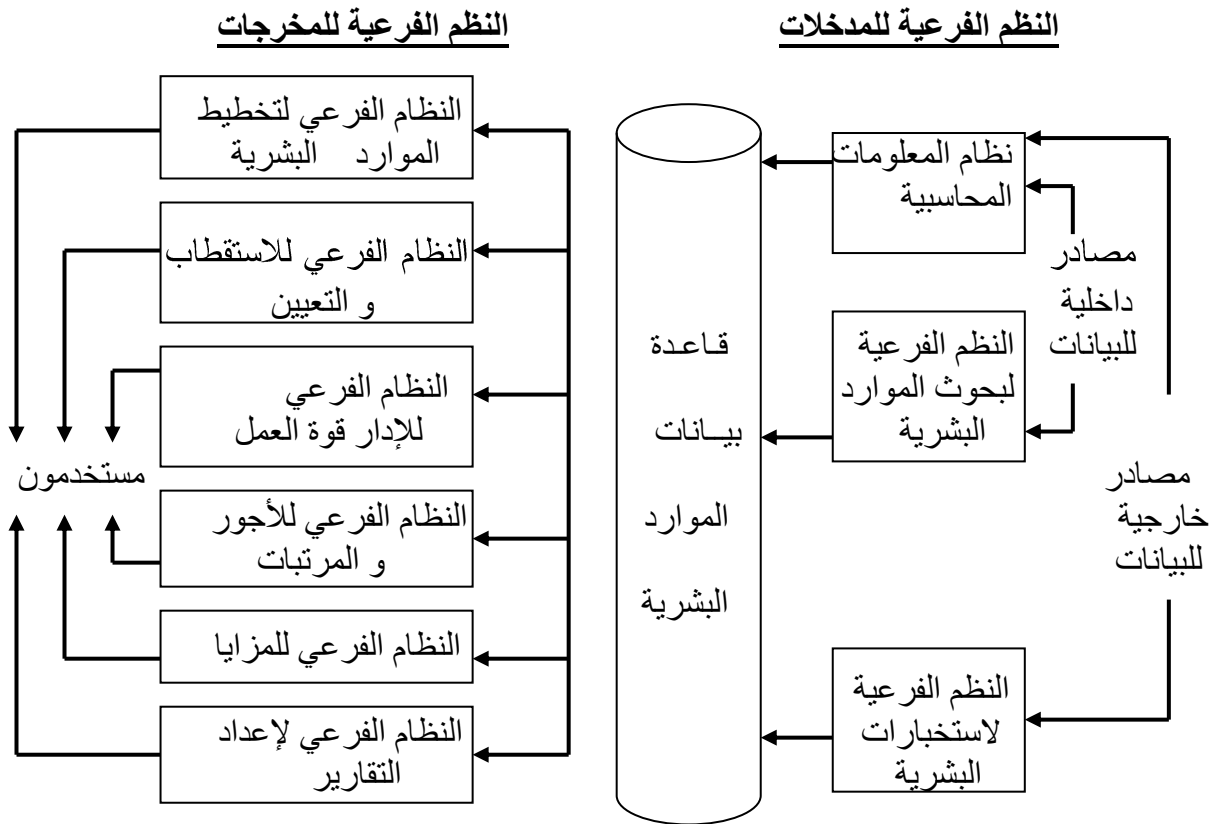 النظم الفرعية للمدخلات
النظم الفرعية للمخرجات
مصادر
خارجية
للبيانات
مصادر
داخلية
للبيانات
نظام المعلومات
المحاسبية
النظم الفرعية
لبحوث الموارد
البشرية
النظم الفرعية
لاستخبارات
البشرية
قاعدة
بيــانات
الموارد
البشرية
النظام الفرعي لتخطيط
الموارد البشرية
النظام الفرعي للاستقطاب
و التعيين
النظام الفرعي
للإدار قوة العمل
النظام الفرعي للأجور
و المرتبات
النظام الفرعي للمزايا
النظام الفرعي لإعداد
التقارير
مستخدمون